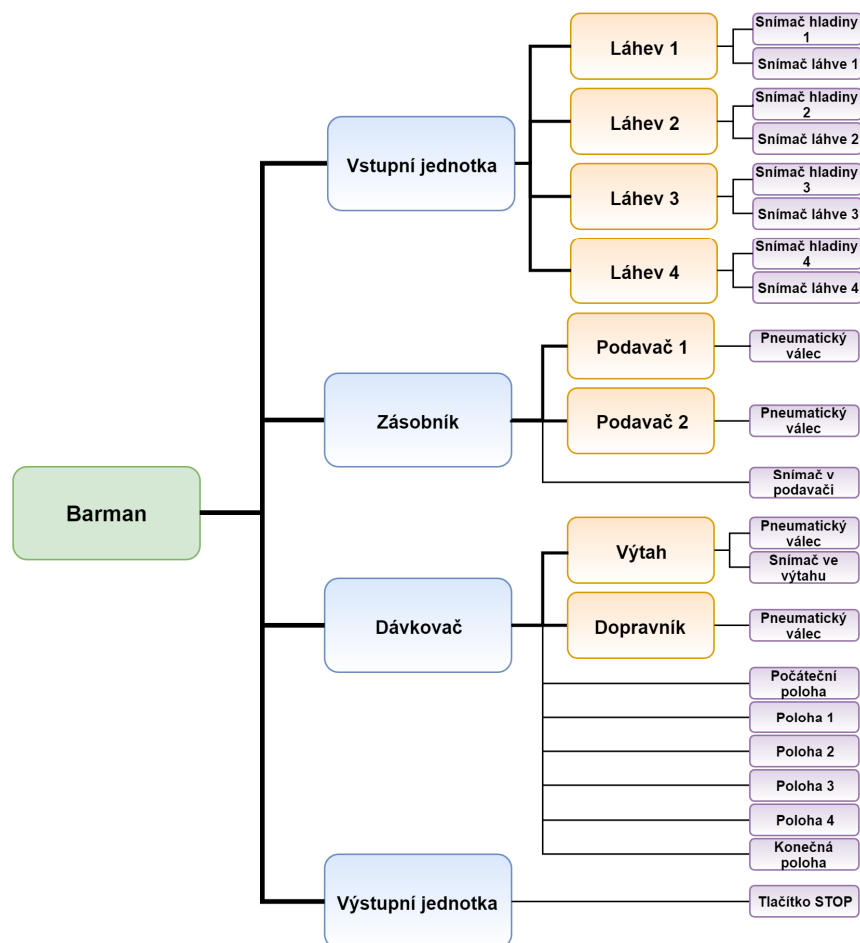 Barman
Vstupní jednotka
Láhev 1
Snímač hladiny
1
Snímač láhve 1
Láhev 2
Snímač hladiny
2
Snímač láhve 2
Láhev 3
Snímač hladiny
3
Snímač láhve 3
Láhev 4
Snímač hladiny
4
Snímač láhve 4
Zásobník
Podavač 1
Pneumatický
válec
Podavač 2
Pneumatický
válec
Snímač v
podavači
Dávkovač
Výtah
Pneumatický
válec
Snímač ve
výtahu
Dopravník
Pneumatický
válec
Počáteční
poloha
Poloha 1
Poloha 2
Poloha 3
Poloha 4
Konečná
poloha
Výstupní jednotka
Tlačítko STOP